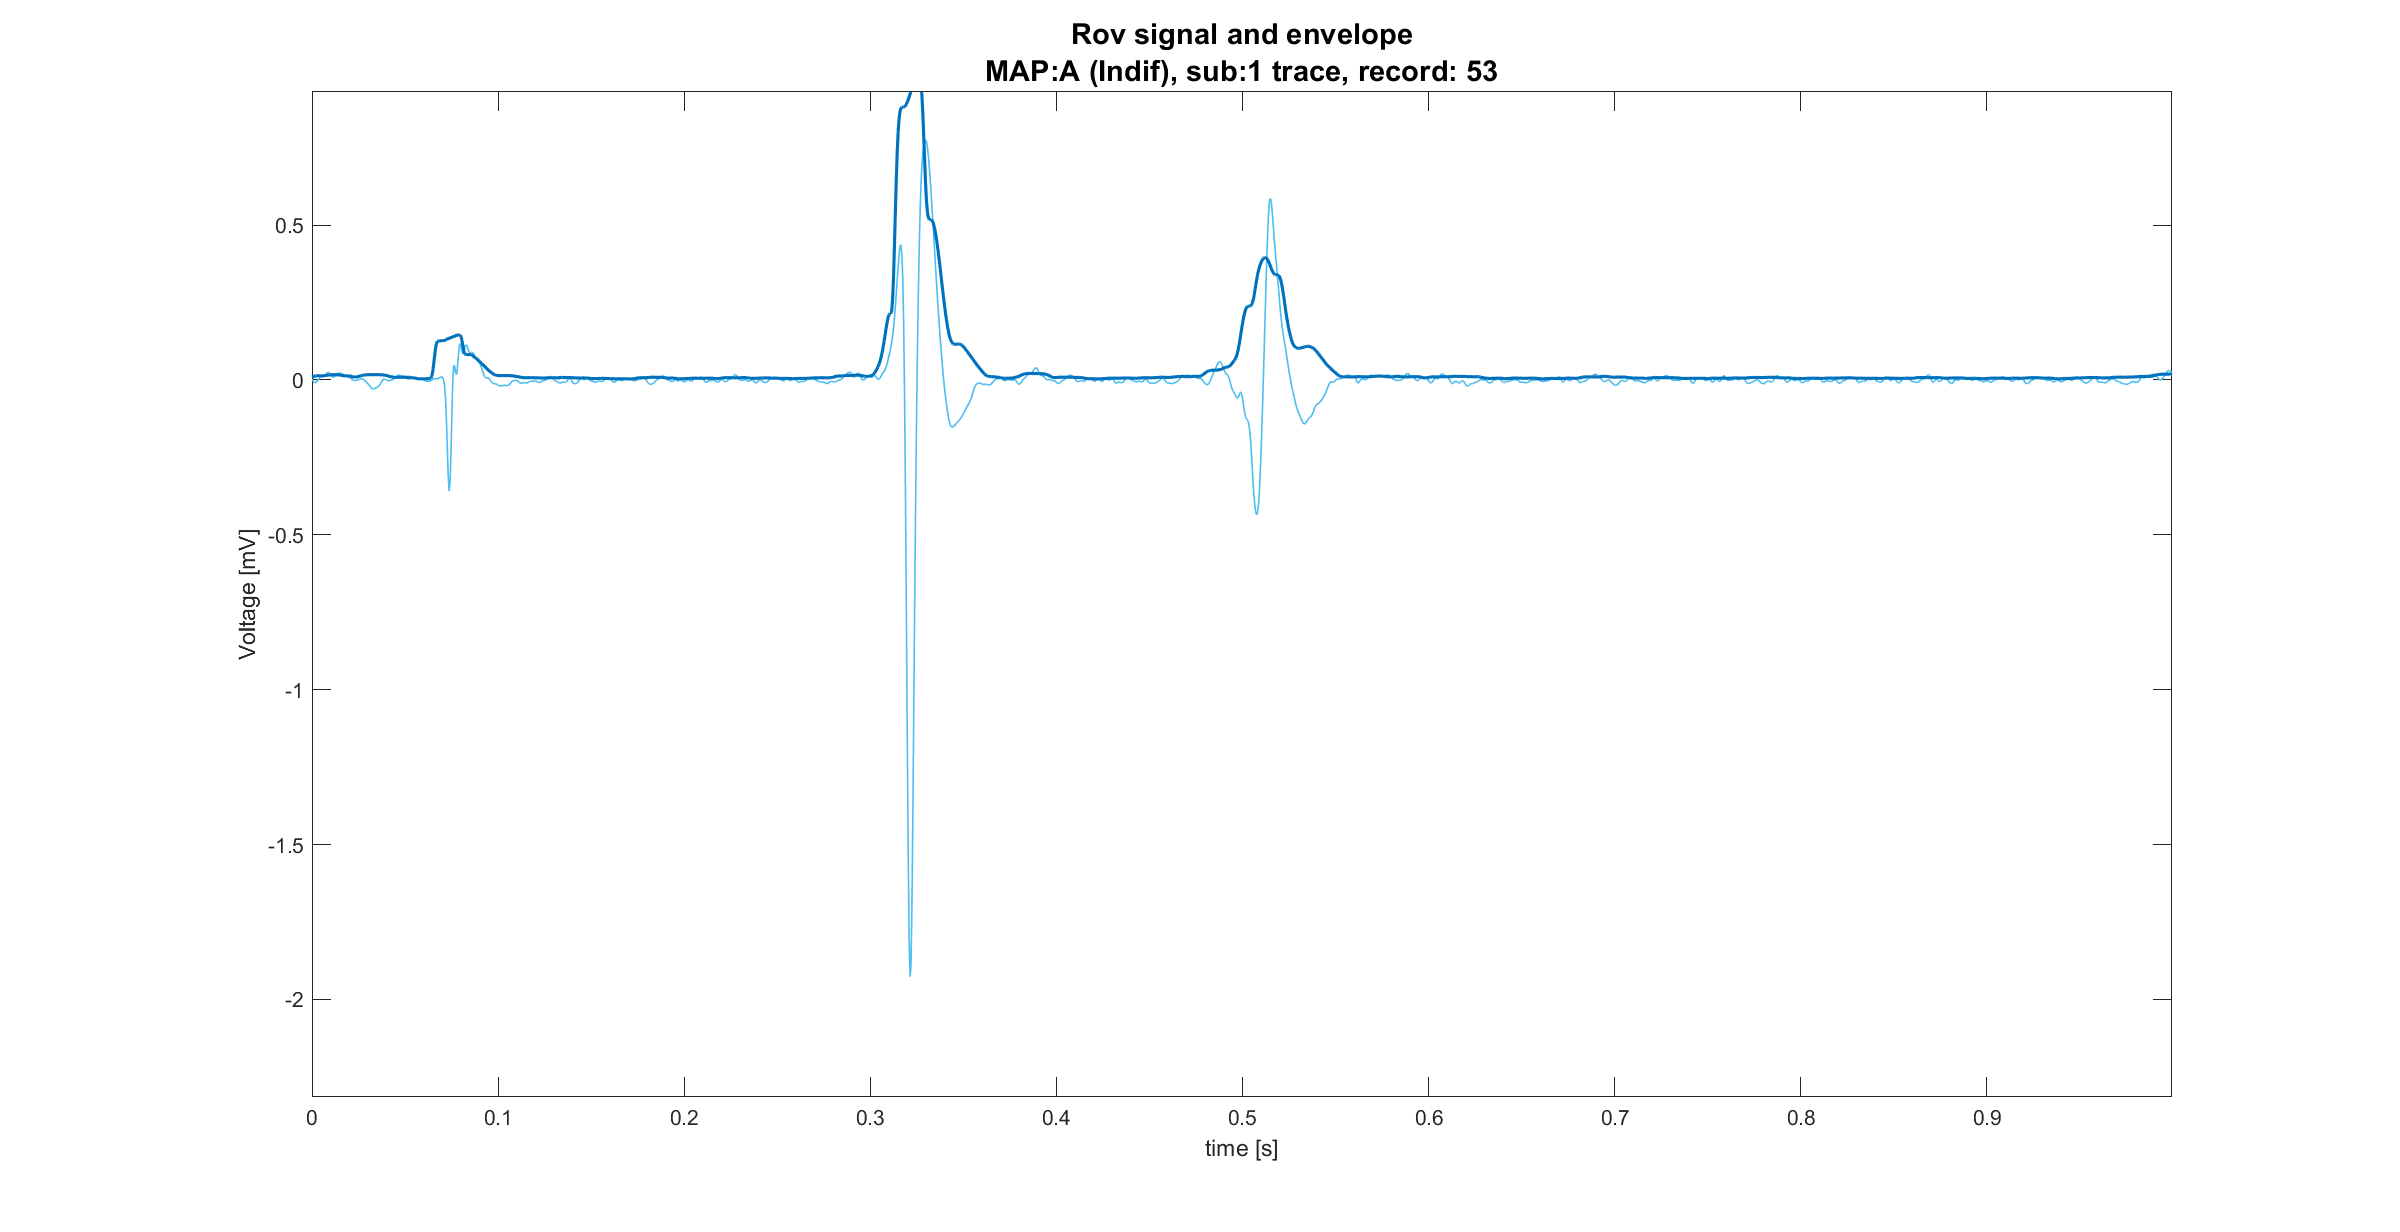 Rov signal and envelope
MAP:A (Indif), sub:1 trace, record: 53
0.5
0
-0.5
-1
-1.5
-2
Voltage [mV]
0 0.1 0.2 0.3 0.4 0.5 0.6 0.7 0.8 0.9
time [s]